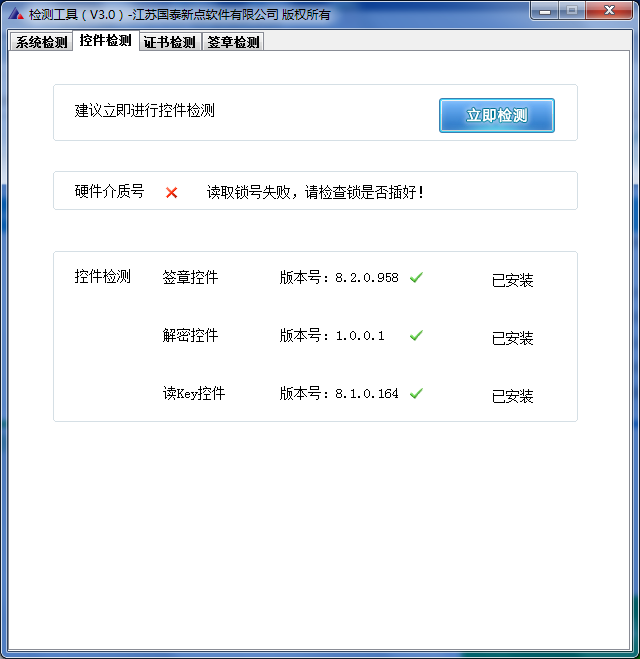 检测工具（V3.0）-江苏国泰新点软件有限公司 版权所有
系统检测 控件检测 证书检测 签章检测
建议立即进行控件检测 立即检测
硬件介质号 读取锁号失败，请检查锁是否插好！
控件检测 签章控件 版本号：8.2.0.958 已安装
解密控件 版本号：1.0.0.1 已安装
读Key控件 版本号：8.1.0.164 已安装